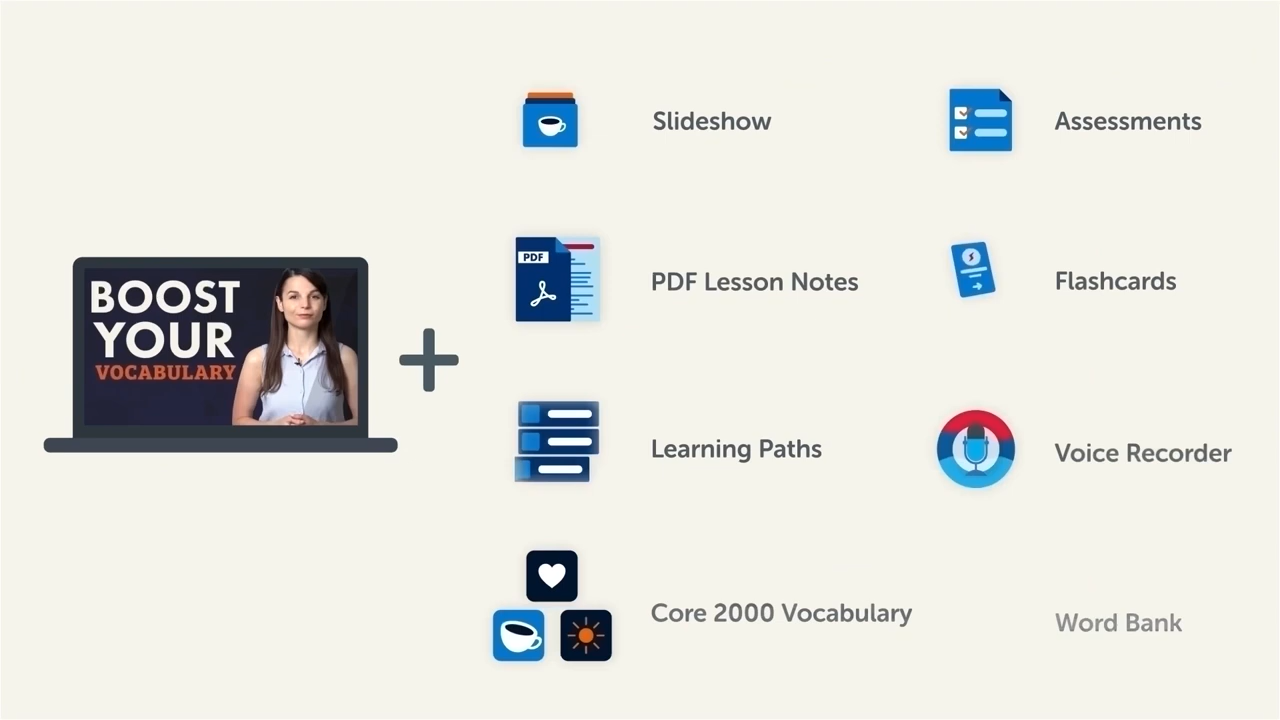 BOOST
YOUR
VOCABULARY
Slideshow
Assessments
PDF
PDF Lesson Notes
Flashcards
Learning Paths
Voice Recorder
Core 2000 Vocabulary
Word Bank